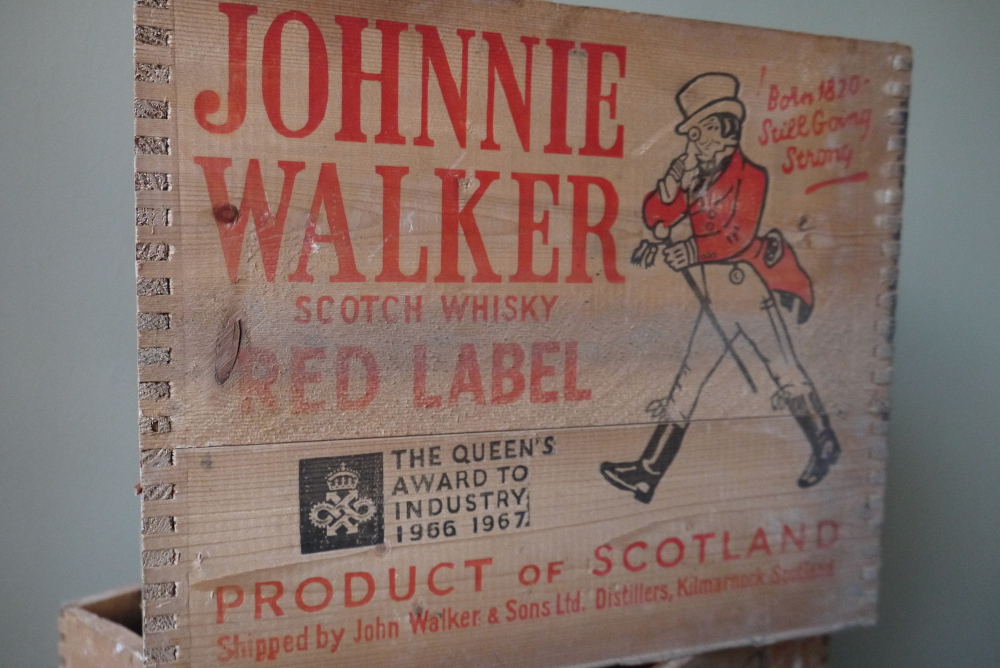 JOHNNIE
WALKER
SCOTCH WHISKY
RED LABEL
Born 1820-
Still Going
Strong
THE QUEEN'S
AWARD TO
INDUSTRY
1966 1967
PRODUCT OF SCOTLAND
Shipped by John Walker & Sons Ltd. Distillers, Kilmarnock Scotland